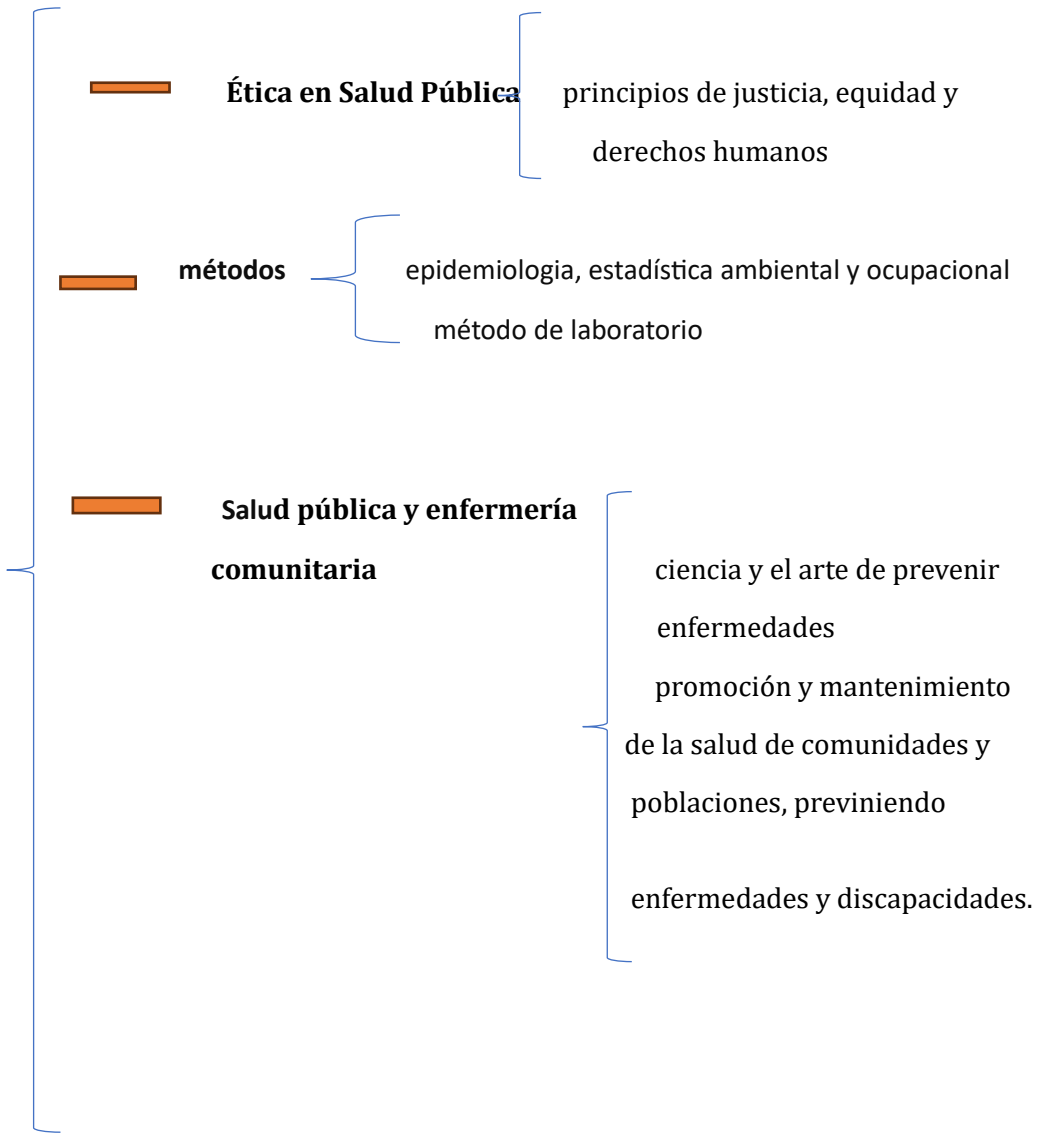 Ética en Salud Pública
principios de justicia, equidad y
derechos humanos
métodos
epidemiologia, estadística ambiental y ocupacional
método de laboratorio
Salud pública y enfermería
comunitaria
ciencia y el arte de prevenir
enfermedades
promoción y mantenimiento
de la salud de comunidades y
poblaciones, previniendo
enfermedades y discapacidades.